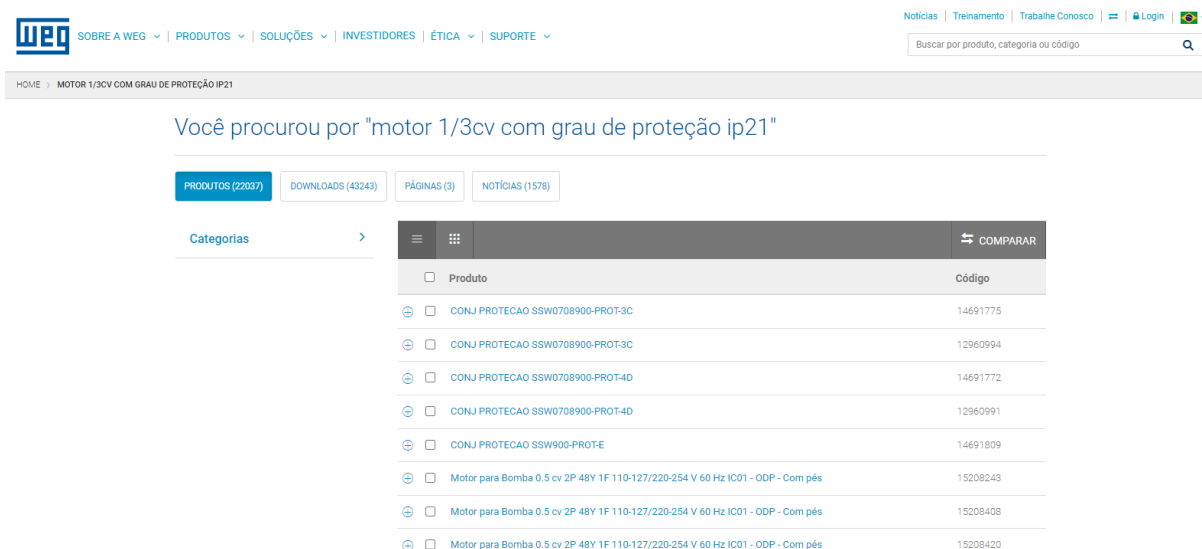 Notícias | Treinamento | Trabalhe Conosco | Login
weg SOBRE A WEG | PRODUTOS | SOLUÇÕES | INVESTIDORES | ÉTICA | SUPORTE
Buscar por produto, categoria ou código
HOME MOTOR 1/3CV COM GRAU DE PROTEÇÃO IP21
Você procurou por "motor 1/3cv com grau de proteção ip21"
PRODUTOS (22037) DOWNLOADS (43243) PÁGINAS (3) NOTÍCIAS (1578)
Categorias
COMPARAR
Produto Código
CONJ PROTECAO SSW0708900-PROT-3C 14691775
CONJ PROTECAO SSW0708900-PROT-3C 12960994
CONJ PROTECAO SSW0708900-PROT-4D 14691772
CONJ PROTECAO SSW0708900-PROT-4D 12960991
CONJ PROTECAO SSW900-PROT-E 14691809
Motor para Bomba 0.5 cv 2P 48Y 1F 110-127/220-254 V 60 Hz IC01 - ODP - Com pés 15208243
Motor para Bomba 0.5 cv 2P 48Y 1F 110-127/220-254 V 60 Hz IC01 - ODP - Com pés 15208408
Motor para Bomba 0.5 cv 2P 48Y 1F 110-127/220-254 V 60 Hz IC01 - ODP - Com pés 15208420